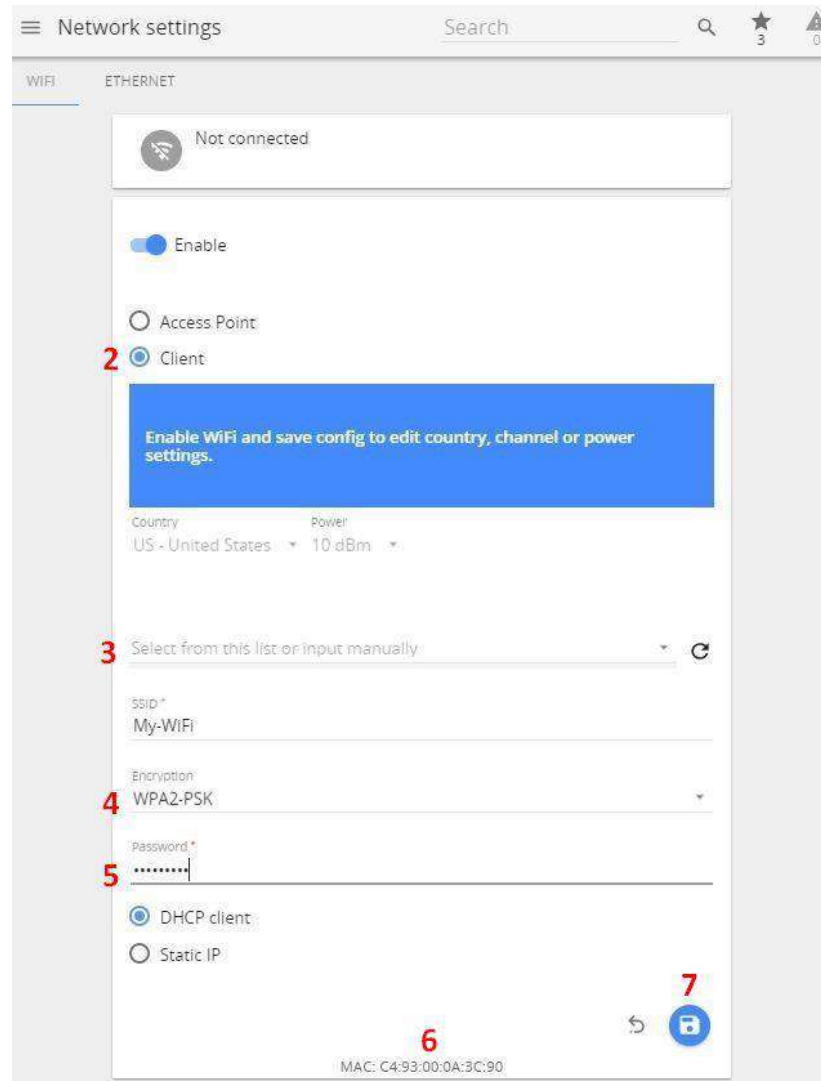 Network settings
Search
3
0
WIFI
ETHERNET
Not connected
Enable
Access Point
2
Client
Enable WiFi and save config to edit country, channel or power
settings.
Country
Power
US - United States
10 dBm
3
Select from this list or input manually
SSID *
My-WiFi
Encryption
4
WPA2-PSK
Password *
5
•••••••••
DHCP client
Static IP
7
6
MAC: C4:93:00:0A:3C:90